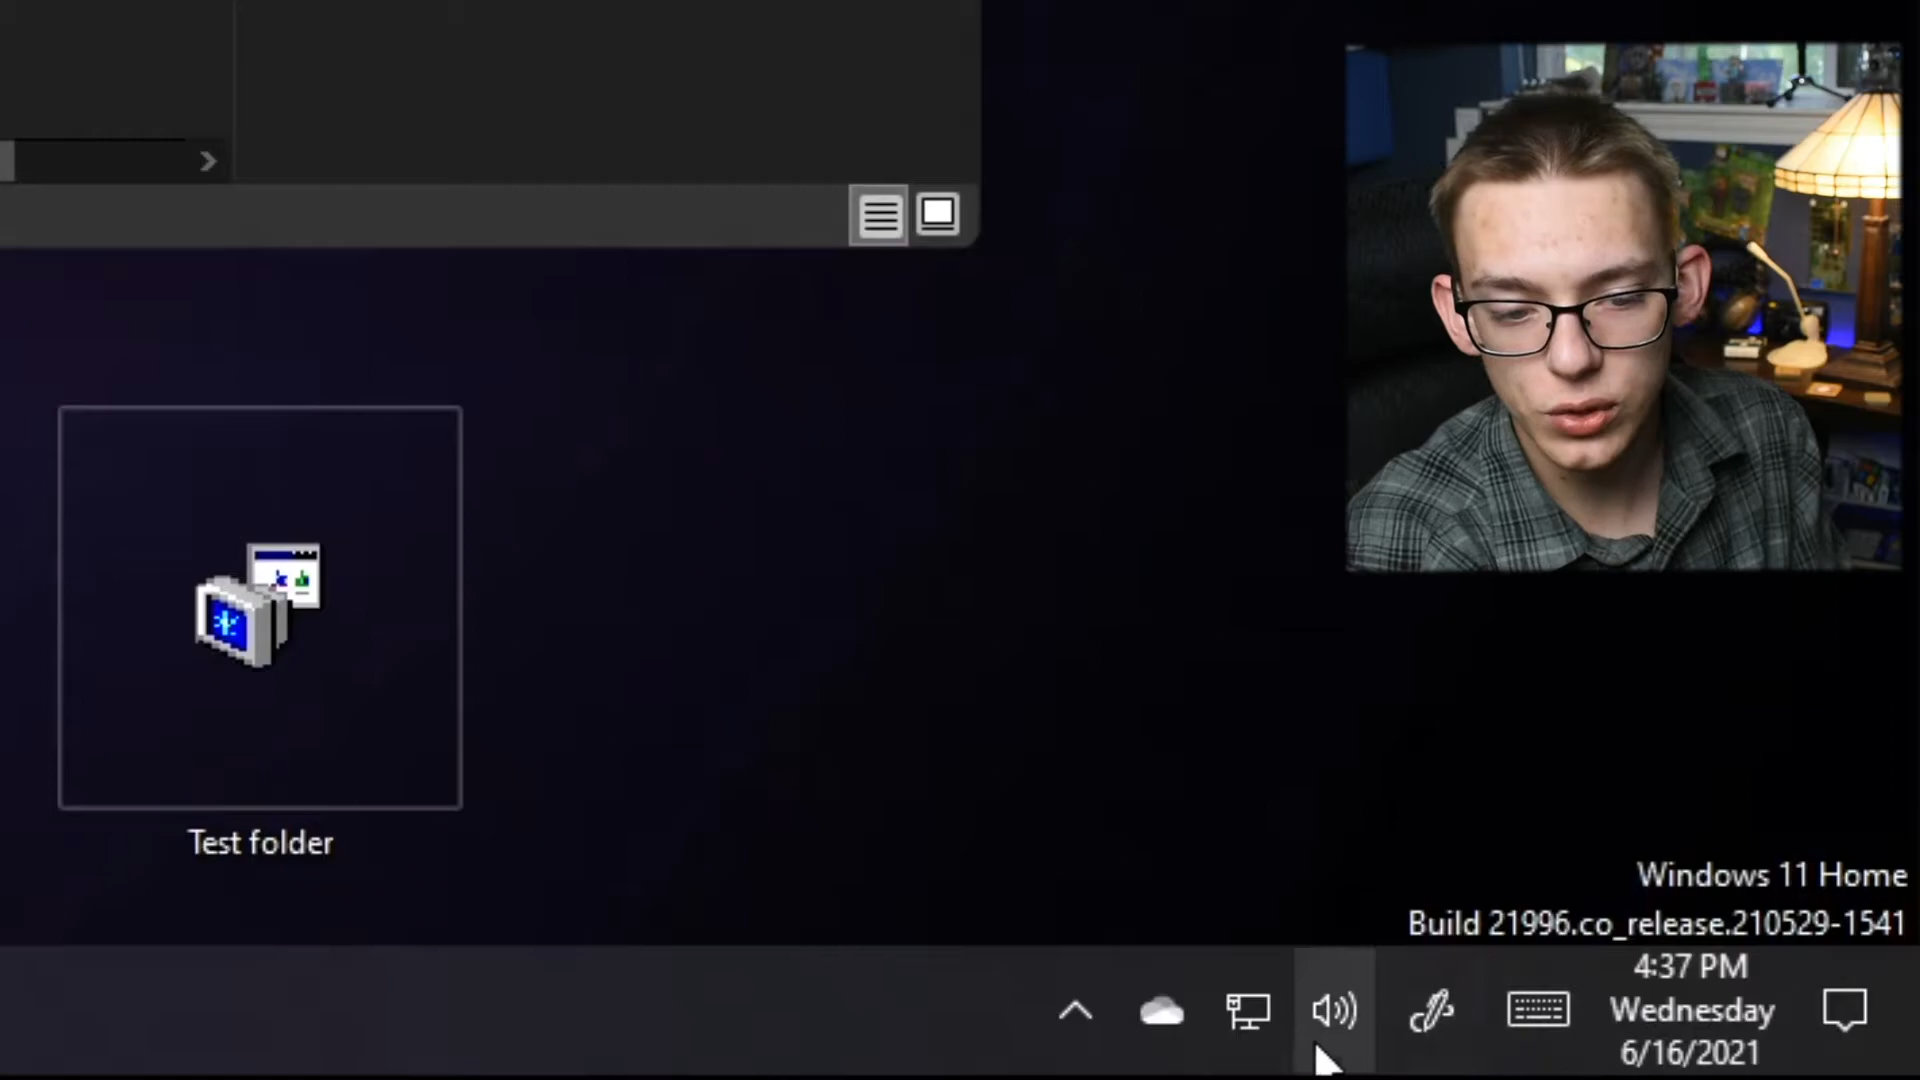 Test folder
Windows 11 Home
Build 21996.co_release.210529-1541
4:37 PM
Wednesday
6/16/2021